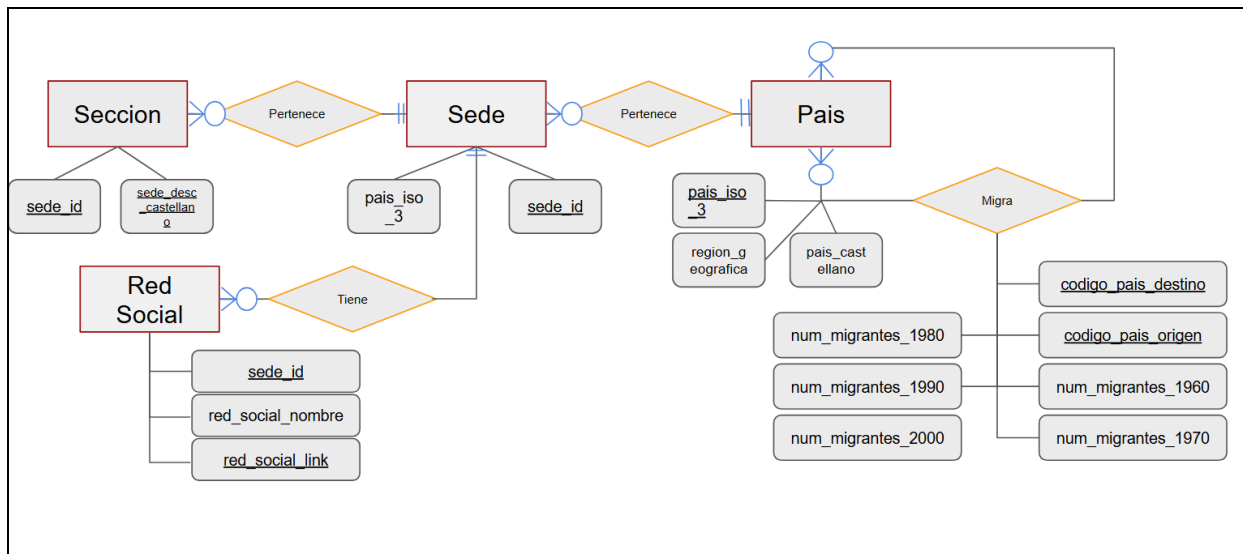 Seccion
Pertenece
Sede
Pertenece
Pais
sede_id
sede_desc
_castellan
o
pais_iso
_3
sede_id
pais_iso
_3
Migra
region_g
eografica
pais_cast
ellano
Red
Social
Tiene
codigo_pais_destino
num_migrantes_1980
codigo_pais_origen
sede_id
num_migrantes_1990
num_migrantes_1960
red_social_nombre
num_migrantes_2000
num_migrantes_1970
red_social_link